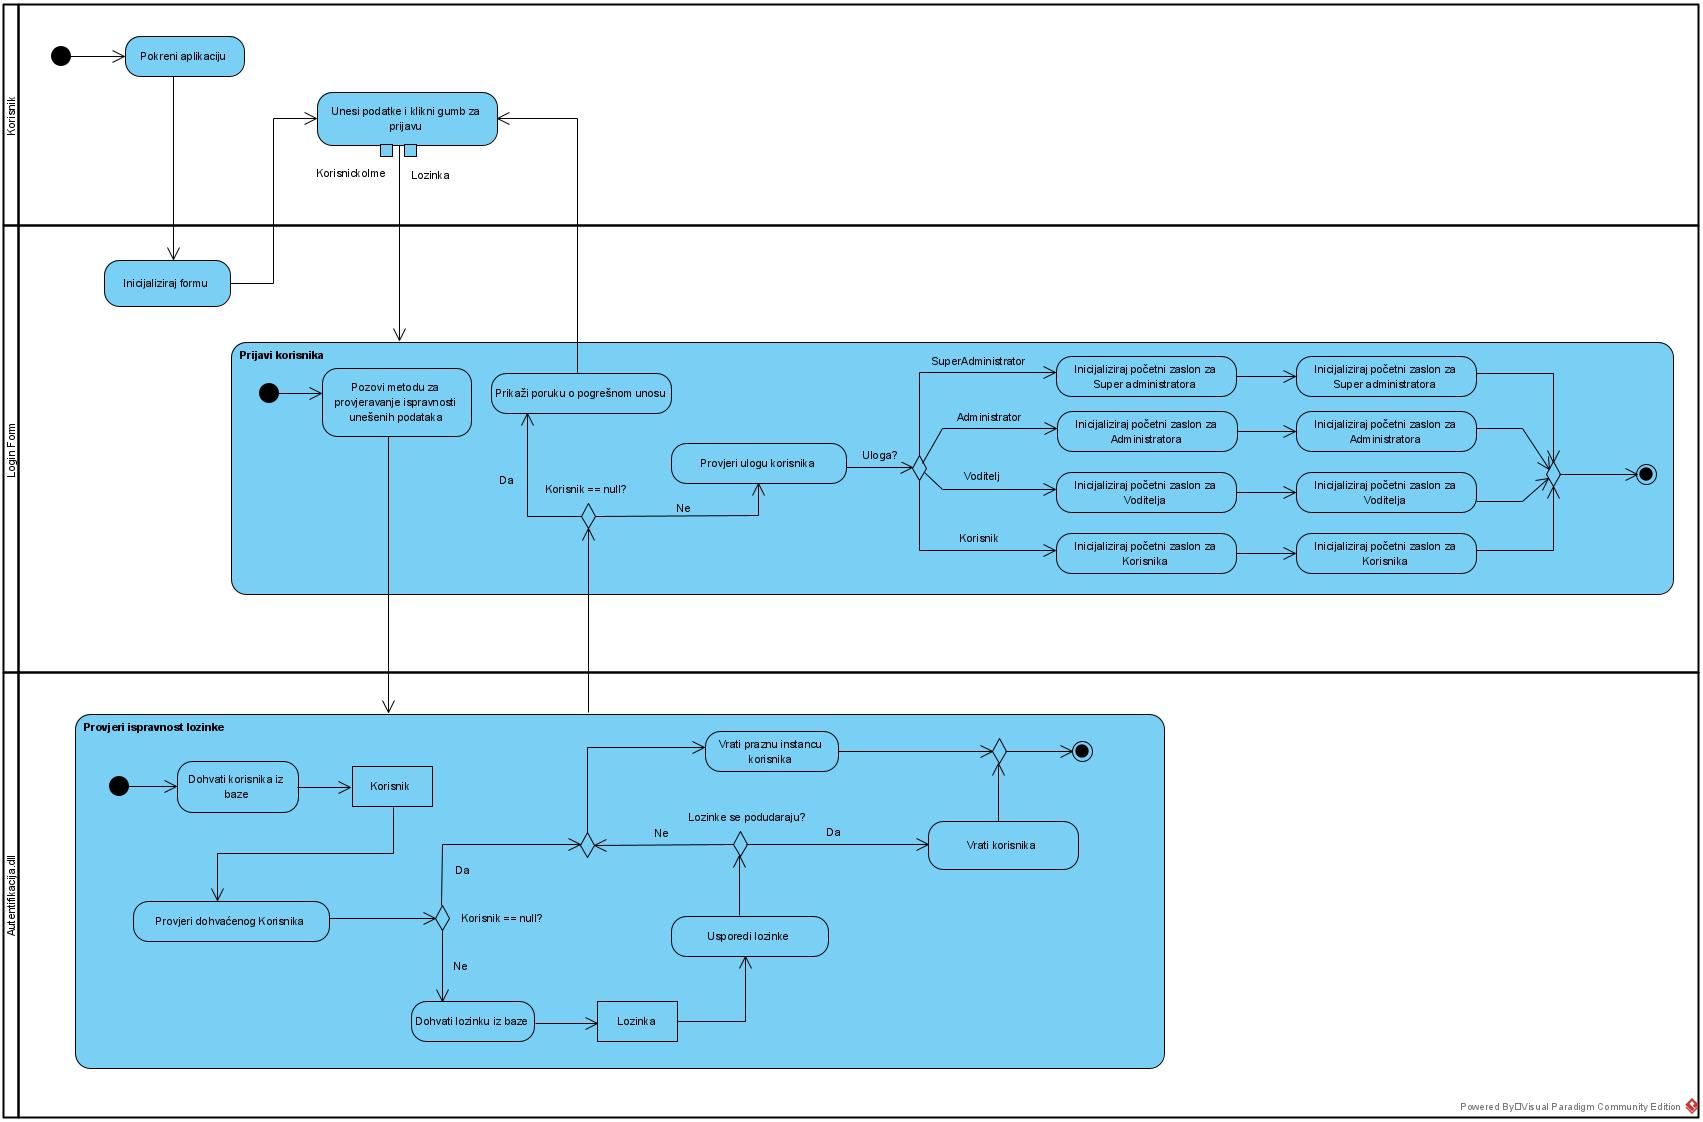 Korisnik
Pokreni aplikaciju
Unesi podatke i klikni gumb za
prijavu
KorisnickoIme
Lozinka
Login Form
Inicijaliziraj formu
Prijavi korisnika
Pozovi metodu za
provjeravanje ispravnosti
unešenih podataka
Prikaži poruku o pogrešnom unosu
Da
Korisnik == null?
Ne
Provjeri ulogu korisnika
Uloga?
SuperAdministrator
Inicijaliziraj početni zaslon za
Super administratora
Inicijaliziraj početni zaslon za
Super administratora
Administrator
Inicijaliziraj početni zaslon za
Administratora
Inicijaliziraj početni zaslon za
Administratora
Voditelj
Inicijaliziraj početni zaslon za
Voditelja
Inicijaliziraj početni zaslon za
Voditelja
Korisnik
Inicijaliziraj početni zaslon za
Korisnika
Inicijaliziraj početni zaslon za
Korisnika
Autentifikacija.dll
Provjeri ispravnost lozinke
Dohvati korisnika iz
baze
Korisnik
Provjeri dohvaćenog Korisnika
Da
Korisnik == null?
Ne
Dohvati lozinku iz baze
Lozinka
Usporedi lozinke
Lozinke se podudaraju?
Ne
Da
Vrati praznu instancu
korisnika
Vrati korisnika
Powered By Visual Paradigm Community Edition